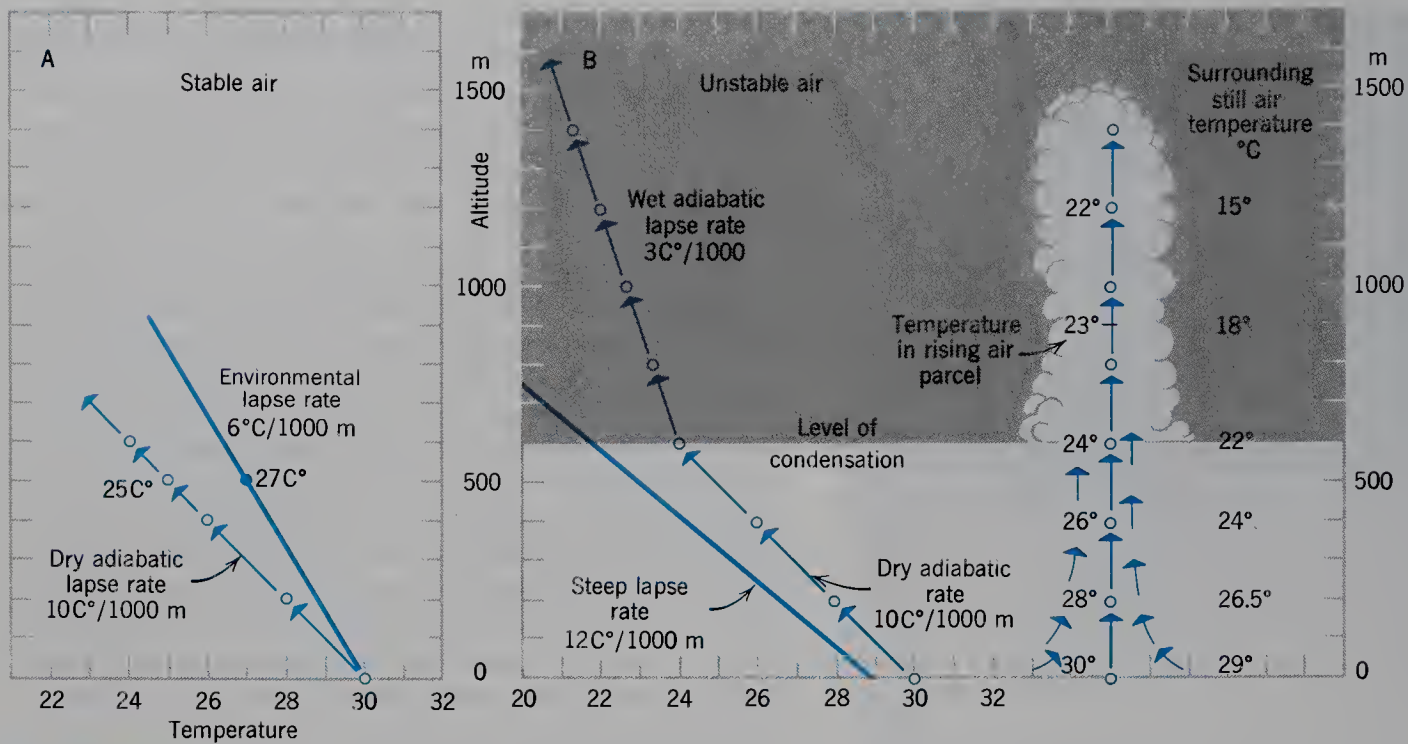 A
Stable air
Environmental
lapse rate
6°C/1000 m
27C°
25C°
Dry adiabatic
lapse rate
10C°/1000 m
22
24
26
28
30
32
Temperature
m
1500
1000
500
0
Altitude
B
Unstable air
Wet adiabatic
lapse rate
3C°/1000
Level of
condensation
Steep lapse
rate
12C°/1000 m
Dry adiabatic
rate
10C°/1000 m
20
22
24
26
28
30
32
Temperature
in rising air
parcel
22°
23°
24°
26°
28°
30°
Surrounding
still air
temperature
°C
15°
18°
22°
24°
26.5°
29°
m
1500
1000
500
0